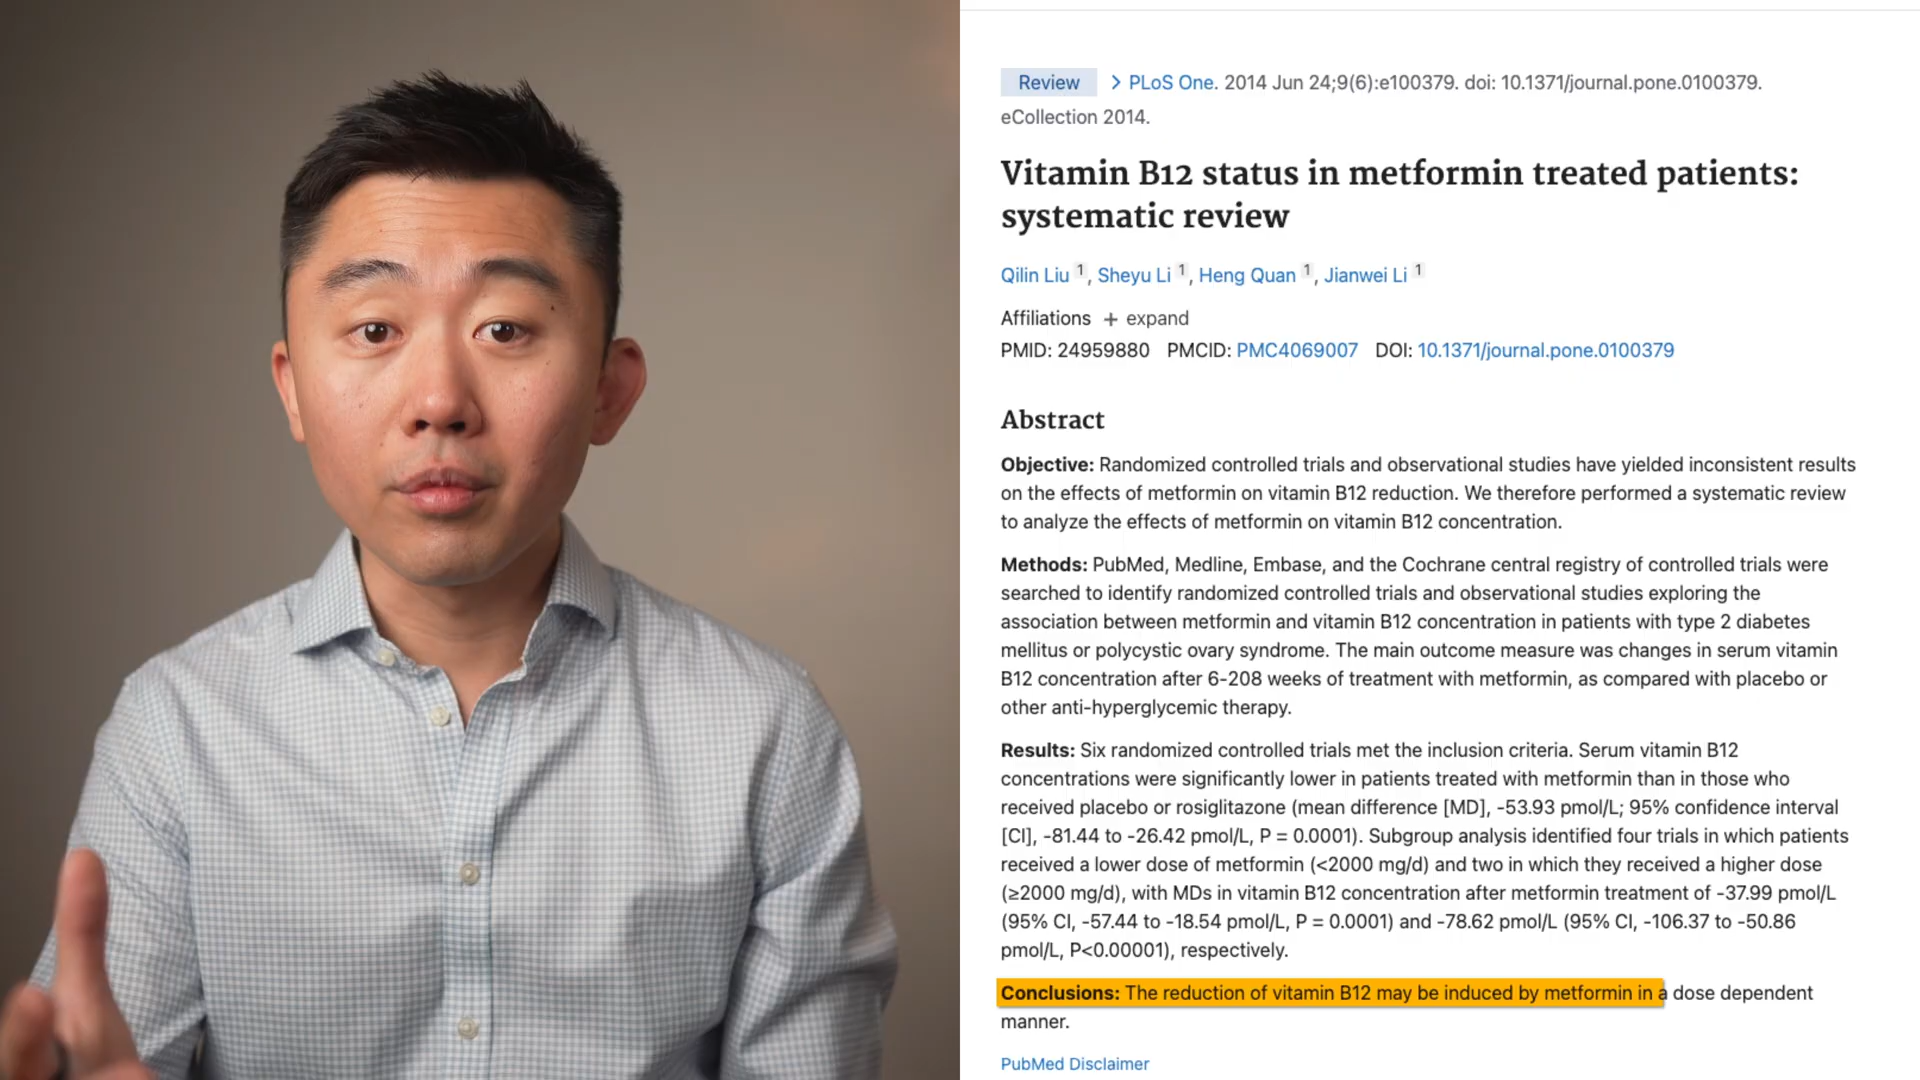 Review > PLoS One. 2014 Jun 24;9(6):e100379. doi: 10.1371/journal.pone.0100379.
eCollection 2014.
Vitamin B12 status in metformin treated patients:
systematic review
Qilin Liu 1, Sheyu Li 1, Heng Quan 1, Jianwei Li 1
Affiliations + expand
PMID: 24959880 PMCID: PMC4069007 DOI: 10.1371/journal.pone.0100379
Abstract
Objective: Randomized controlled trials and observational studies have yielded inconsistent results
on the effects of metformin on vitamin B12 reduction. We therefore performed a systematic review
to analyze the effects of metformin on vitamin B12 concentration.
Methods: PubMed, Medline, Embase, and the Cochrane central registry of controlled trials were
searched to identify randomized controlled trials and observational studies exploring the
association between metformin and vitamin B12 concentration in patients with type 2 diabetes
mellitus or polycystic ovary syndrome. The main outcome measure was changes in serum vitamin
B12 concentration after 6-208 weeks of treatment with metformin, as compared with placebo or
other anti-hyperglycemic therapy.
Results: Six randomized controlled trials met the inclusion criteria. Serum vitamin B12
concentrations were significantly lower in patients treated with metformin than in those who
received placebo or rosiglitazone (mean difference [MD], -53.93 pmol/L; 95% confidence interval
[CI], -81.44 to -26.42 pmol/L, P = 0.0001). Subgroup analysis identified four trials in which patients
received a lower dose of metformin (<2000 mg/d) and two in which they received a higher dose
(≥2000 mg/d), with MDs in vitamin B12 concentration after metformin treatment of -37.99 pmol/L
(95% CI, -57.44 to -18.54 pmol/L, P = 0.0001) and -78.62 pmol/L (95% CI, -106.37 to -50.86
pmol/L, P<0.00001), respectively.
Conclusions: The reduction of vitamin B12 may be induced by metformin in a dose dependent
manner.
PubMed Disclaimer